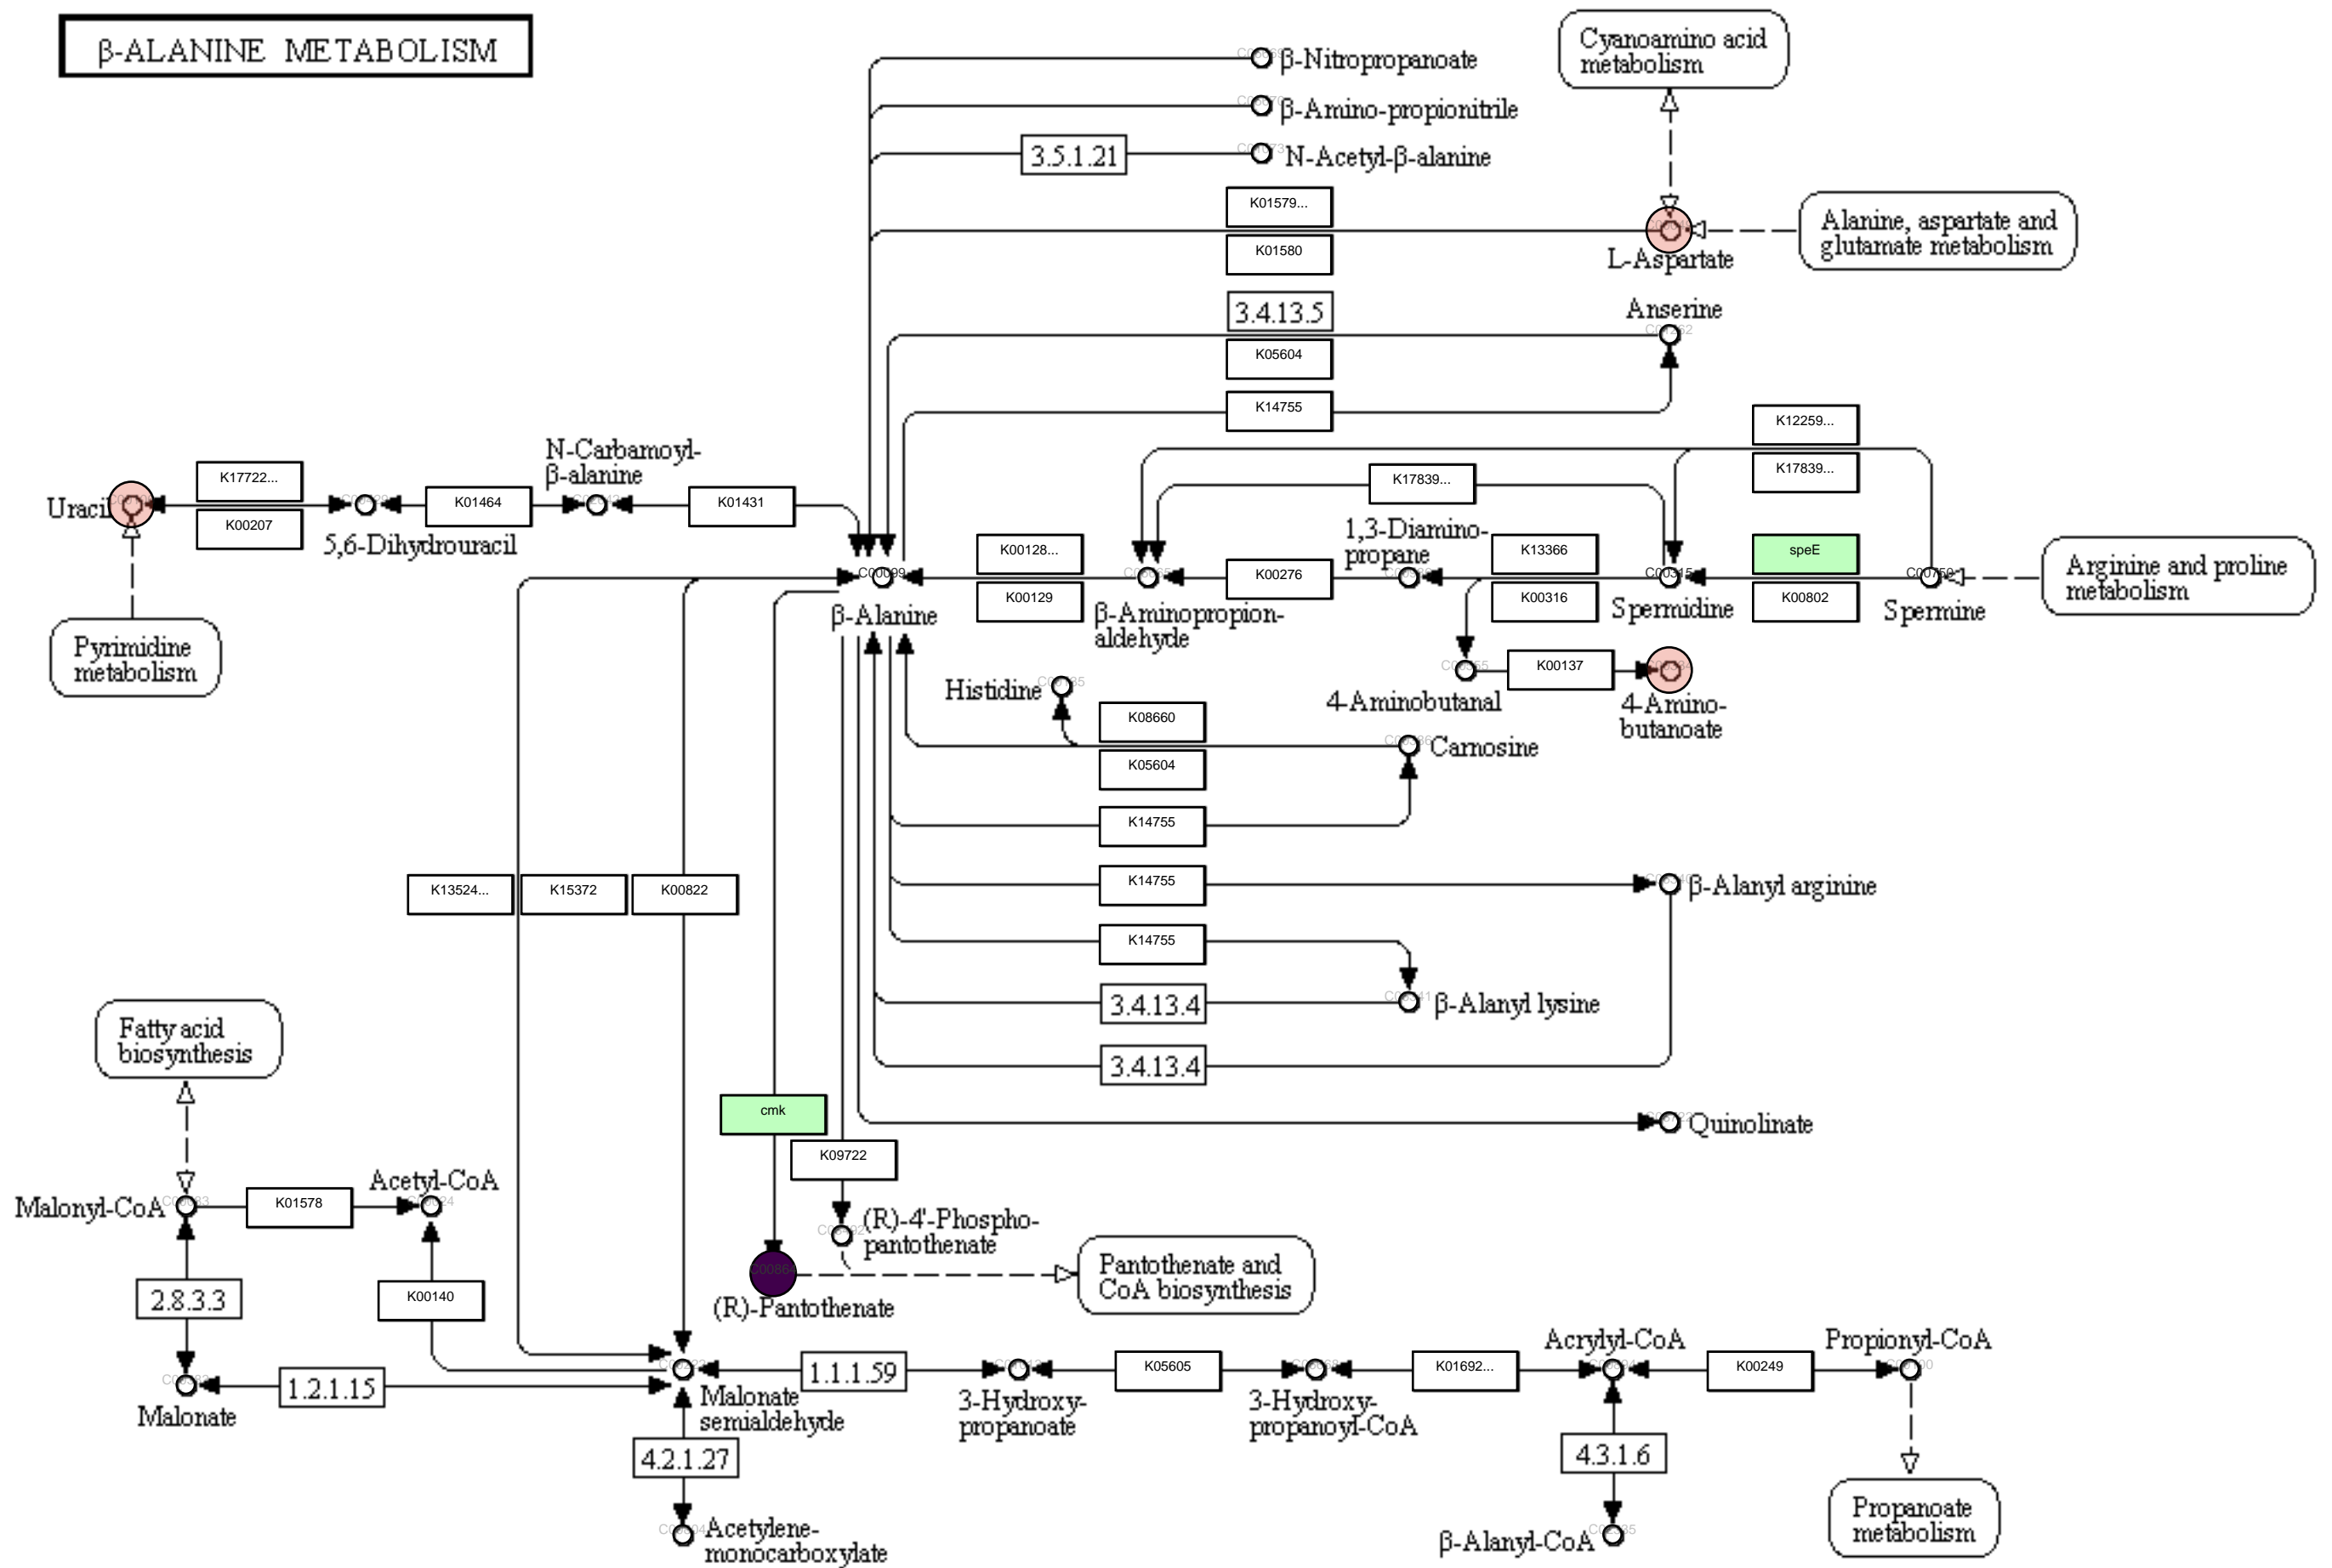 β-ALANINE METABOLISM
β-Nitropropanoate
β-Amino-propionitrile
3.5.1.21
N-Acetyl-β-alanine
Cyanoamino acid
metabolism
K01579...
K01580
L-Aspartate
Alanine, aspartate and
glutamate metabolism
3.4.13.5
K05604
Anserine
K14755
K12259...
K17839...
K17839...
N-Carbamoyl-
β-alanine
Uracil
K17722...
K00207
K01464
K01431
5,6-Dihydrouracil
Pyrimidine
metabolism
C00099
β-Alanine
K00128...
K00129
β-Aminopropion-
aldehyde
K00276
1,3-Diamino-
propane
K13366
K00316
C00315
Spermidine
speE
K00802
C00750
Spermine
Arginine and proline
metabolism
4-Aminobutanal
K00137
4-Amino-
butanoate
Histidine
K08660
K05604
Carnosine
K14755
K13524...
K15372
K00822
K14755
β-Alanyl arginine
K14755
3.4.13.4
β-Alanyl lysine
3.4.13.4
Fatty acid
biosynthesis
cmk
Quinolinate
K09722
Malonyl-CoA
K01578
Acetyl-CoA
(R)-4'-Phospho-
pantothenate
C00864
(R)-Pantothenate
Pantothenate and
CoA biosynthesis
2.8.3.3
K00140
Malonate
1.2.1.15
Malonate
semialdehyde
1.1.1.59
3-Hydroxy-
propanoate
K05605
3-Hydroxy-
propanoyl-CoA
K01692...
Acrylyl-CoA
K00249
Propionyl-CoA
4.2.1.27
4.3.1.6
Acetylene-
monocarboxylate
β-Alanyl-CoA
Propanoate
metabolism